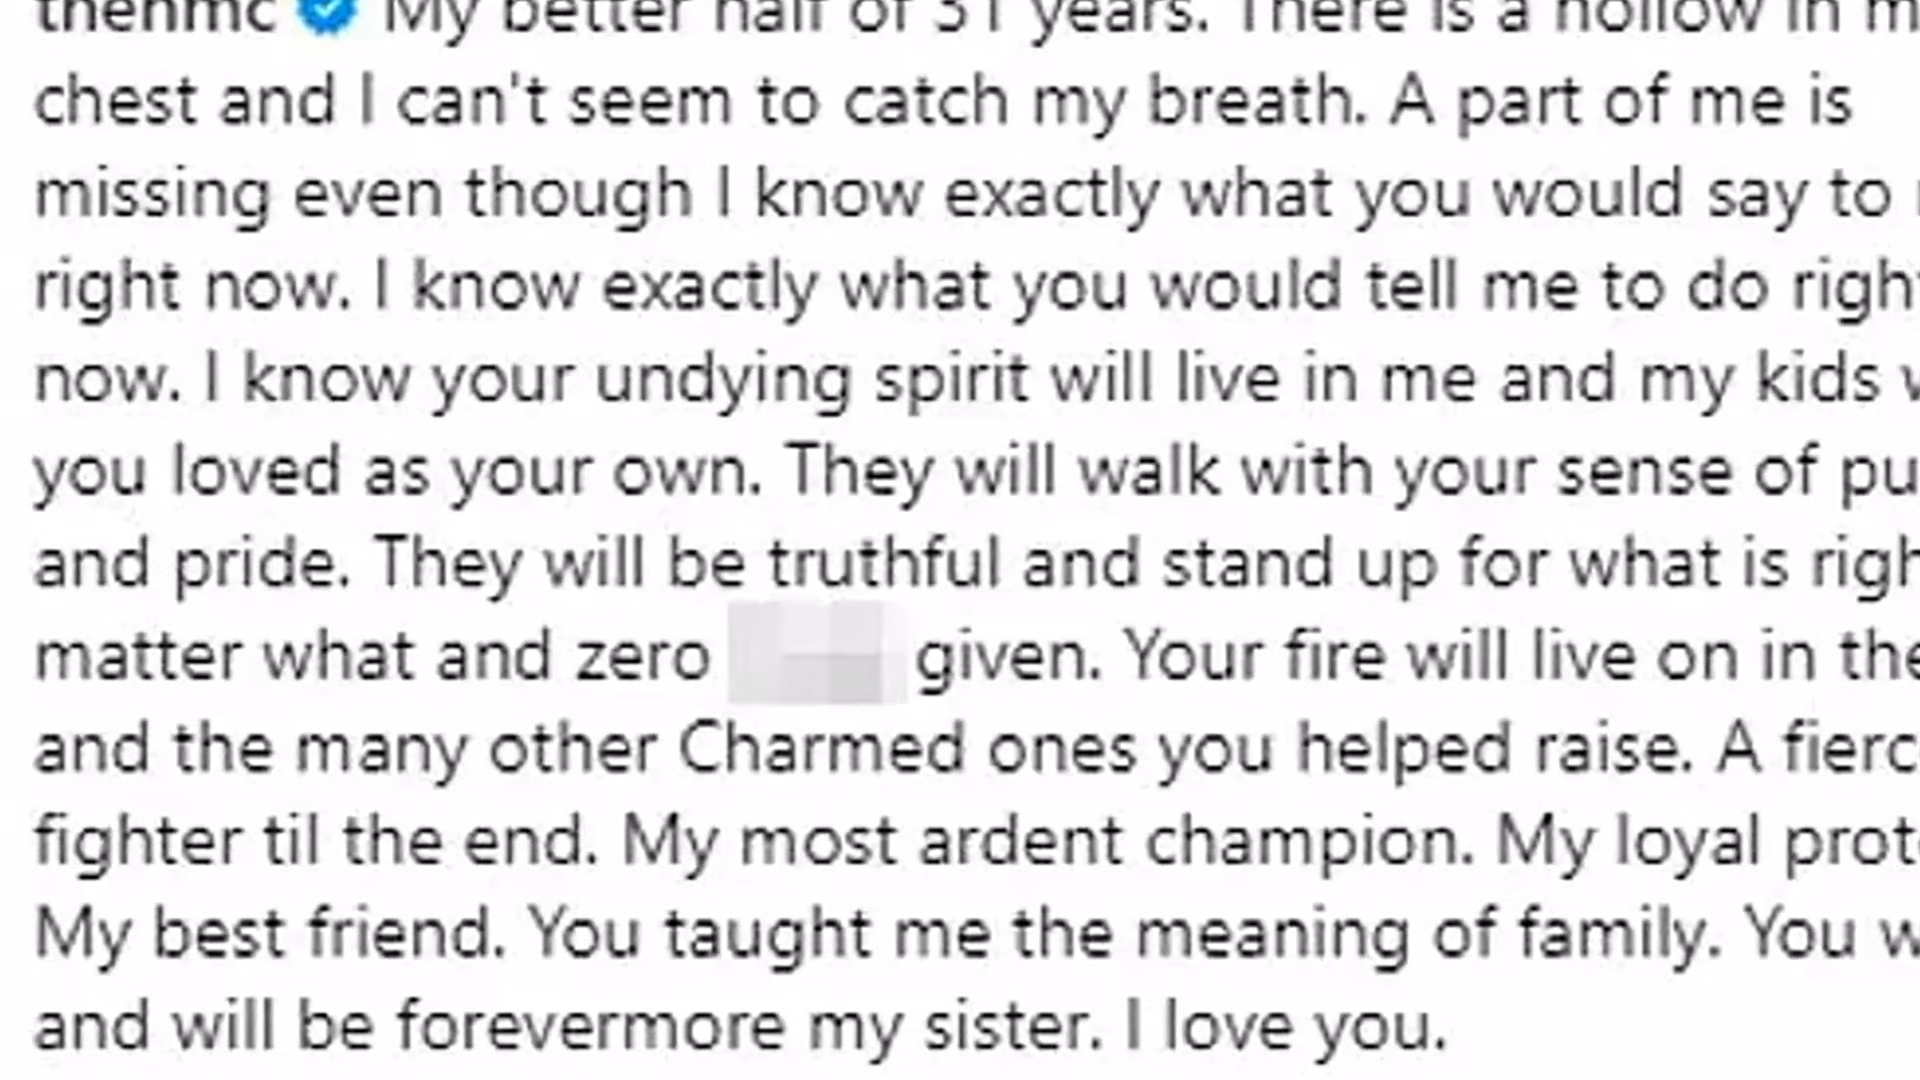 thehmc My better half of 31 years. There is a hollow in
chest and I can't seem to catch my breath. A part of me is
missing even though I know exactly what you would say to
right now. I know exactly what you would tell me to do right
now. I know your undying spirit will live in me and my kids
you loved as your own. They will walk with your sense of
and pride. They will be truthful and stand up for what is
matter what and zero given. Your fire will live on in
and the many other Charmed ones you helped raise. A
fighter til the end. My most ardent champion. My loyal
My best friend. You taught me the meaning of family. You
and will be forevermore my sister. I love you.